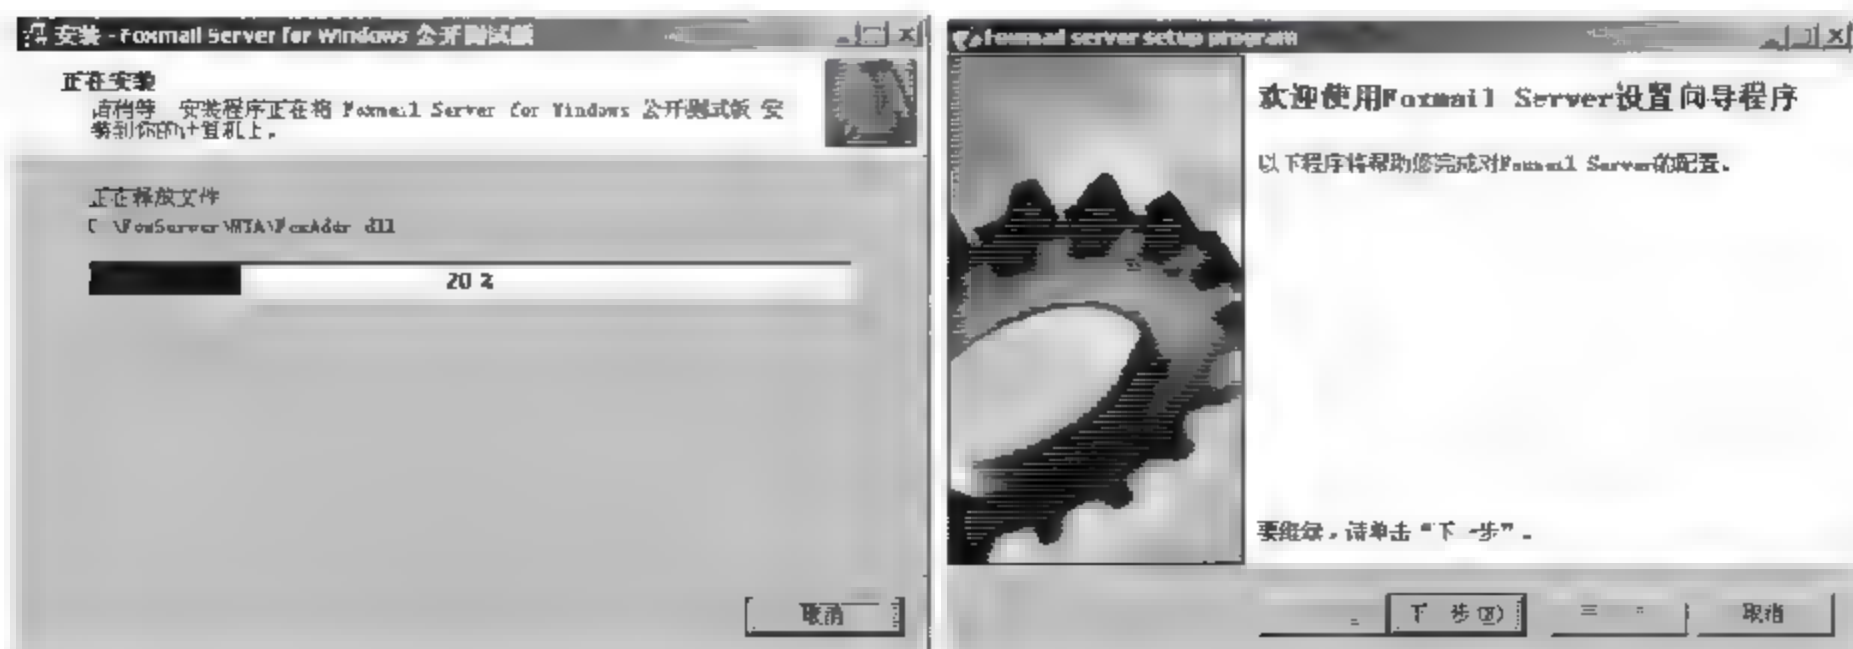 安装 - Foxmail Server for Windows 公开测试版
正在安装
请稍等，安装程序正在将 Foxmail Server for Windows 公开测试版 安
装到你的计算机上。
正在释放文件
\FoxServer\MTA\FoxAddr dll
20 %
取消
Foxmail server setup program
欢迎使用Foxmail Server设置向导程序
以下程序将帮助您完成对Foxmail Server的配置。
要继续，请单击“下一步”。
下一步(N)
取消